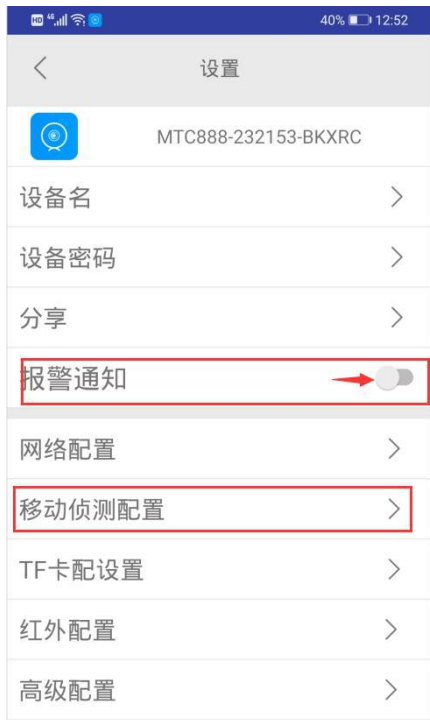 HD 46 40% 12:52
设置
MTC888-232153-BKXRC
设备名
设备密码
分享
报警通知
网络配置
移动侦测配置
TF卡配设置
红外配置
高级配置